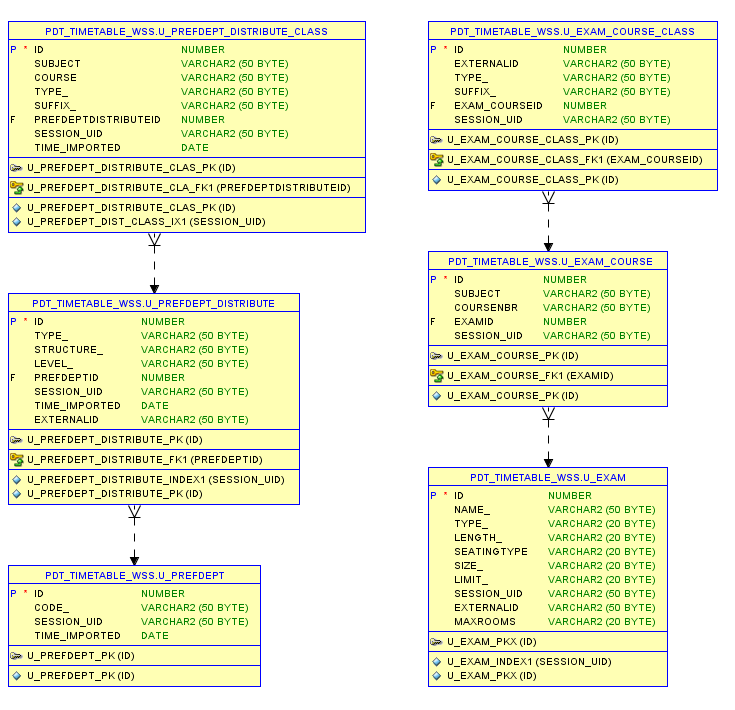 PDT_TIMETABLE_WSS.U_PREFDEPT_DISTRIBUTE_CLASS
P * ID NUMBER
SUBJECT VARCHAR2 (50 BYTE)
COURSE VARCHAR2 (50 BYTE)
TYPE_ VARCHAR2 (50 BYTE)
SUFFIX_ VARCHAR2 (50 BYTE)
F PREFDEPTDISTRIBUTEID NUMBER
SESSION_UID VARCHAR2 (50 BYTE)
TIME_IMPORTED DATE
U_PREFDEPT_DISTRIBUTE_CLAS_PK (ID)
U_PREFDEPT_DISTRIBUTE_CLA_FK1 (PREFDEPTDISTRIBUTEID)
U_PREFDEPT_DISTRIBUTE_CLAS_PK (ID)
U_PREFDEPT_DIST_CLASS_IX1 (SESSION_UID)
PDT_TIMETABLE_WSS.U_PREFDEPT_DISTRIBUTE
P * ID NUMBER
TYPE_ VARCHAR2 (50 BYTE)
STRUCTURE_ VARCHAR2 (50 BYTE)
LEVEL_ VARCHAR2 (50 BYTE)
F PREFDEPTID NUMBER
SESSION_UID VARCHAR2 (50 BYTE)
TIME_IMPORTED DATE
EXTERNALID VARCHAR2 (50 BYTE)
U_PREFDEPT_DISTRIBUTE_PK (ID)
U_PREFDEPT_DISTRIBUTE_FK1 (PREFDEPTID)
U_PREFDEPT_DISTRIBUTE_INDEX1 (SESSION_UID)
U_PREFDEPT_DISTRIBUTE_PK (ID)
PDT_TIMETABLE_WSS.U_PREFDEPT
P * ID NUMBER
CODE_ VARCHAR2 (50 BYTE)
SESSION_UID VARCHAR2 (50 BYTE)
TIME_IMPORTED DATE
U_PREFDEPT_PK (ID)
U_PREFDEPT_PK (ID)
PDT_TIMETABLE_WSS.U_EXAM_COURSE_CLASS
P * ID NUMBER
EXTERNALID VARCHAR2 (50 BYTE)
TYPE_ VARCHAR2 (50 BYTE)
SUFFIX_ VARCHAR2 (50 BYTE)
F EXAM_COURSEID NUMBER
SESSION_UID VARCHAR2 (50 BYTE)
U_EXAM_COURSE_CLASS_PK (ID)
U_EXAM_COURSE_CLASS_FK1 (EXAM_COURSEID)
U_EXAM_COURSE_CLASS_PK (ID)
PDT_TIMETABLE_WSS.U_EXAM_COURSE
P * ID NUMBER
SUBJECT VARCHAR2 (50 BYTE)
COURSENBR VARCHAR2 (50 BYTE)
F EXAMID NUMBER
SESSION_UID VARCHAR2 (50 BYTE)
U_EXAM_COURSE_PK (ID)
U_EXAM_COURSE_FK1 (EXAMID)
U_EXAM_COURSE_PK (ID)
PDT_TIMETABLE_WSS.U_EXAM
P * ID NUMBER
NAME_ VARCHAR2 (50 BYTE)
TYPE_ VARCHAR2 (20 BYTE)
LENGTH_ VARCHAR2 (20 BYTE)
SEATINGTYPE VARCHAR2 (20 BYTE)
SIZE_ VARCHAR2 (20 BYTE)
LIMIT_ VARCHAR2 (20 BYTE)
SESSION_UID VARCHAR2 (50 BYTE)
EXTERNALID VARCHAR2 (50 BYTE)
MAXROOMS VARCHAR2 (20 BYTE)
U_EXAM_PKX (ID)
U_EXAM_INDEX1 (SESSION_UID)
U_EXAM_PKX (ID)